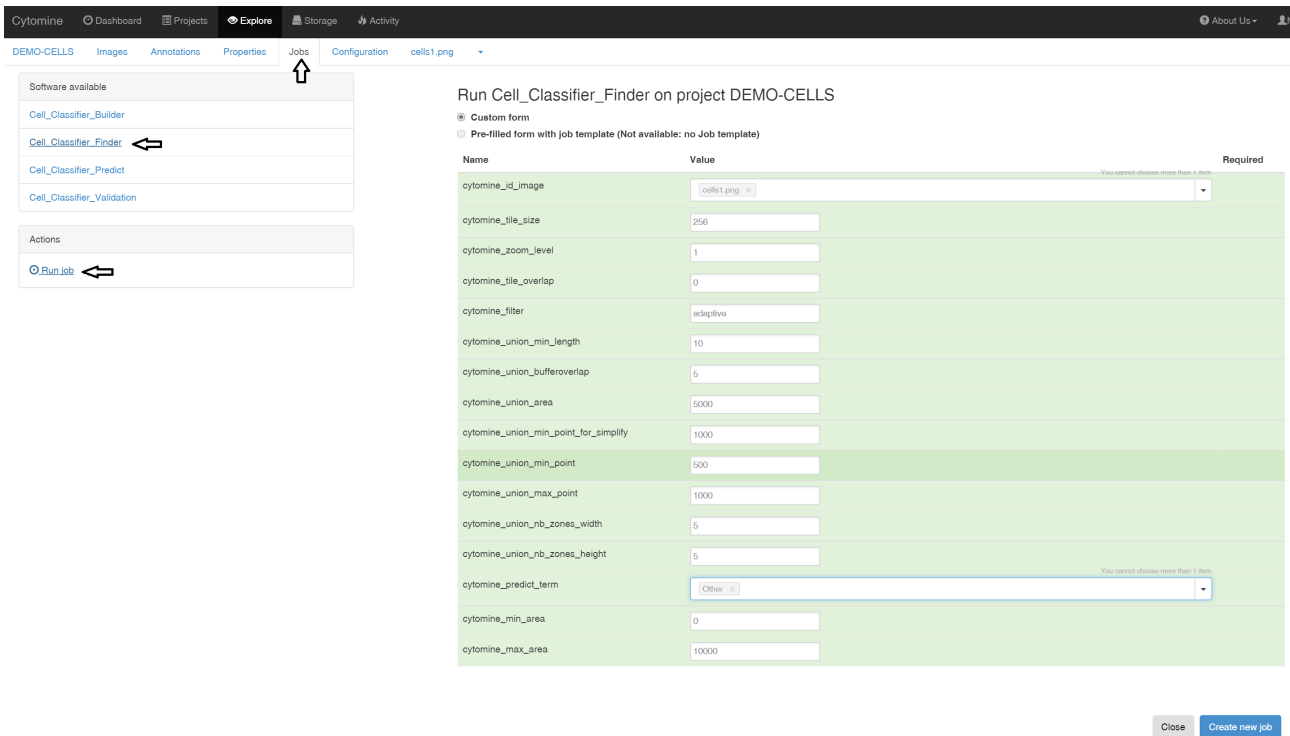 Cytomine Dashboard Projects Explore Storage Activity About Us
DEMO-CELLS Images Annotations Properties Jobs Configuration cells1.png
Software available
Cell_Classifier_Builder
Cell_Classifier_Finder
Cell_Classifier_Predict
Cell_Classifier_Validation
Actions
Run job
Run Cell_Classifier_Finder on project DEMO-CELLS
Custom form
Pre-filled form with job template (Not available: no Job template)
Name Value Required
You cannot choose more than 1 item
cytomine_id_image cells1.png ×
cytomine_tile_size 256
cytomine_zoom_level 1
cytomine_tile_overlap 0
cytomine_filter adaptive
cytomine_union_min_length 10
cytomine_union_bufferoverlap 5
cytomine_union_area 5000
cytomine_union_min_point_for_simplify 1000
cytomine_union_min_point 500
cytomine_union_max_point 1000
cytomine_union_nb_zones_width 5
cytomine_union_nb_zones_height 5
You cannot choose more than 1 item
cytomine_predict_term Other ×
cytomine_min_area 0
cytomine_max_area 10000
Close Create new job